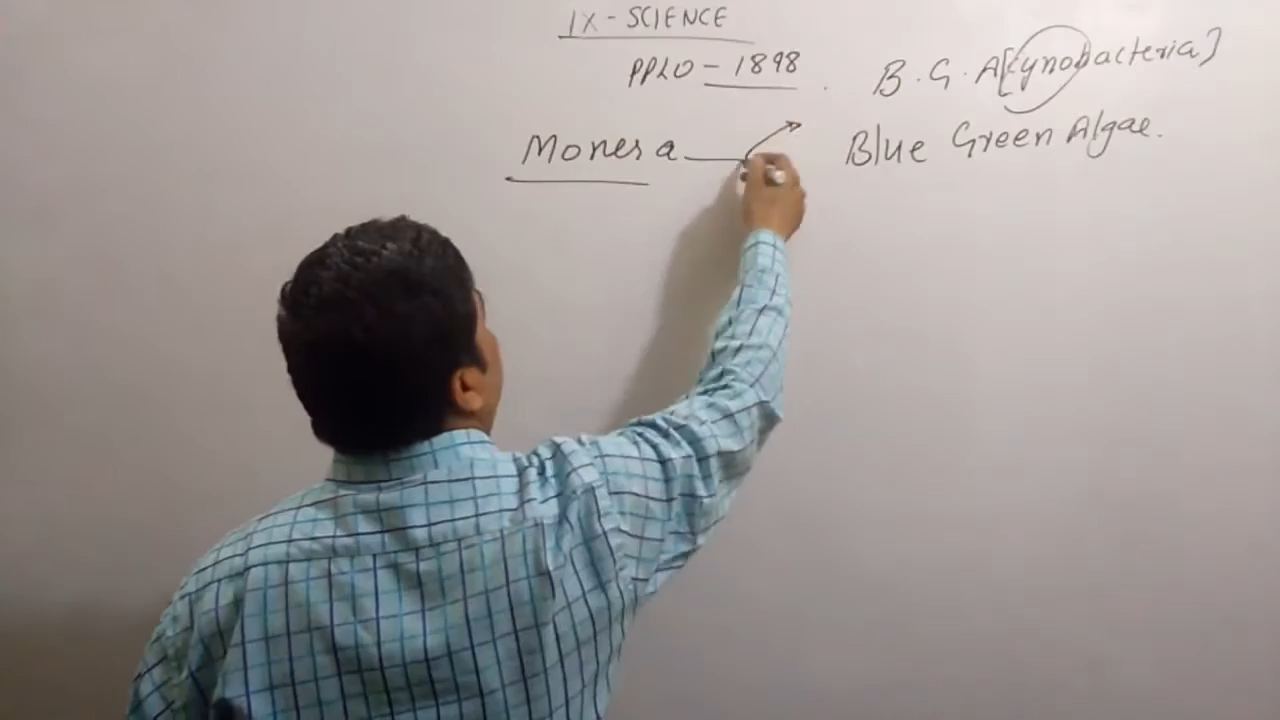 IX - SCIENCE
PPLO - 1898
B.G.A [Cynobacteria]
Monera
Blue Green Algae.